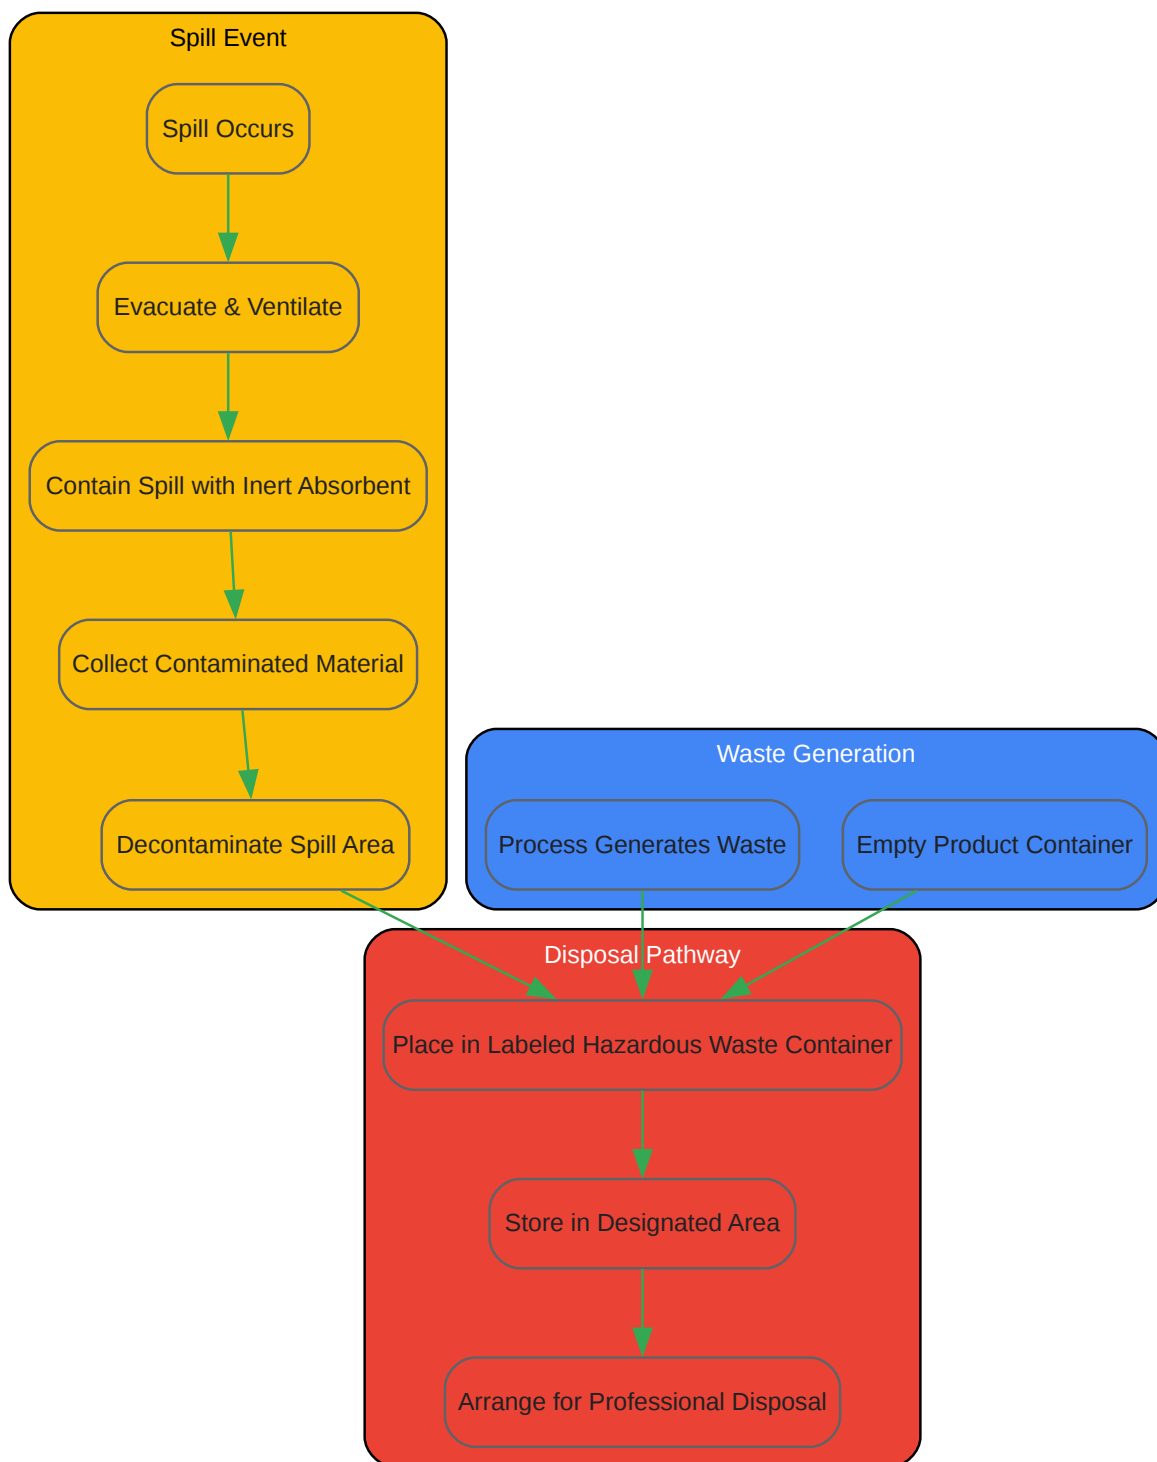 Spill Event
Spill Occurs
Evacuate & Ventilate
Contain Spill with Inert Absorbent
Collect Contaminated Material
Decontaminate Spill Area
Waste Generation
Process Generates Waste
Empty Product Container
Disposal Pathway
Place in Labeled Hazardous Waste Container
Store in Designated Area
Arrange for Professional Disposal